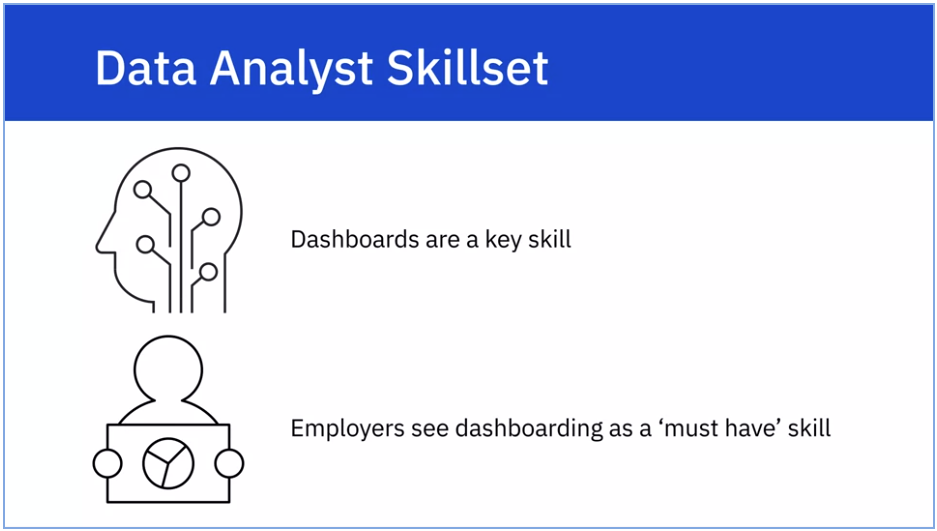 Data Analyst Skillset
Dashboards are a key skill
Employers see dashboarding as a ‘must have’ skill